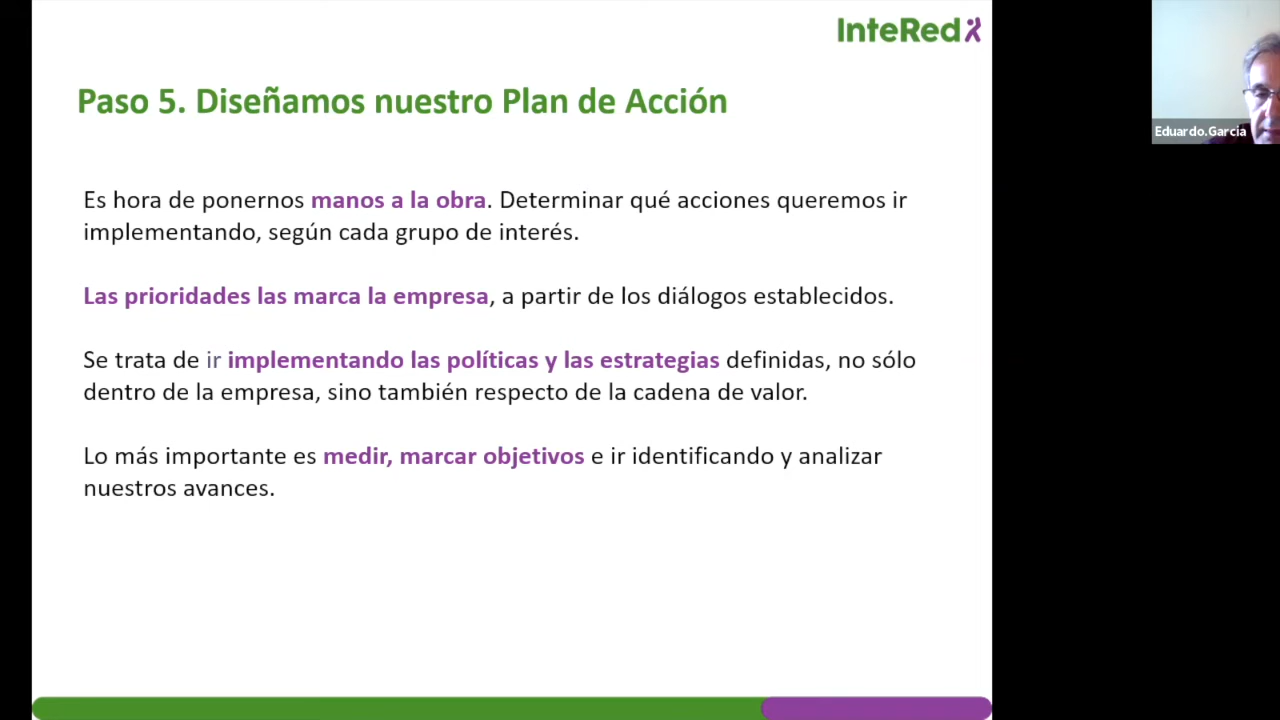 InteRed
Paso 5. Diseñamos nuestro Plan de Acción
Eduardo.Garcia
Es hora de ponernos manos a la obra. Determinar qué acciones queremos ir
implementando, según cada grupo de interés.
Las prioridades las marca la empresa, a partir de los diálogos establecidos.
Se trata de ir implementando las políticas y las estrategias definidas, no sólo
dentro de la empresa, sino también respecto de la cadena de valor.
Lo más importante es medir, marcar objetivos e ir identificando y analizar
nuestros avances.